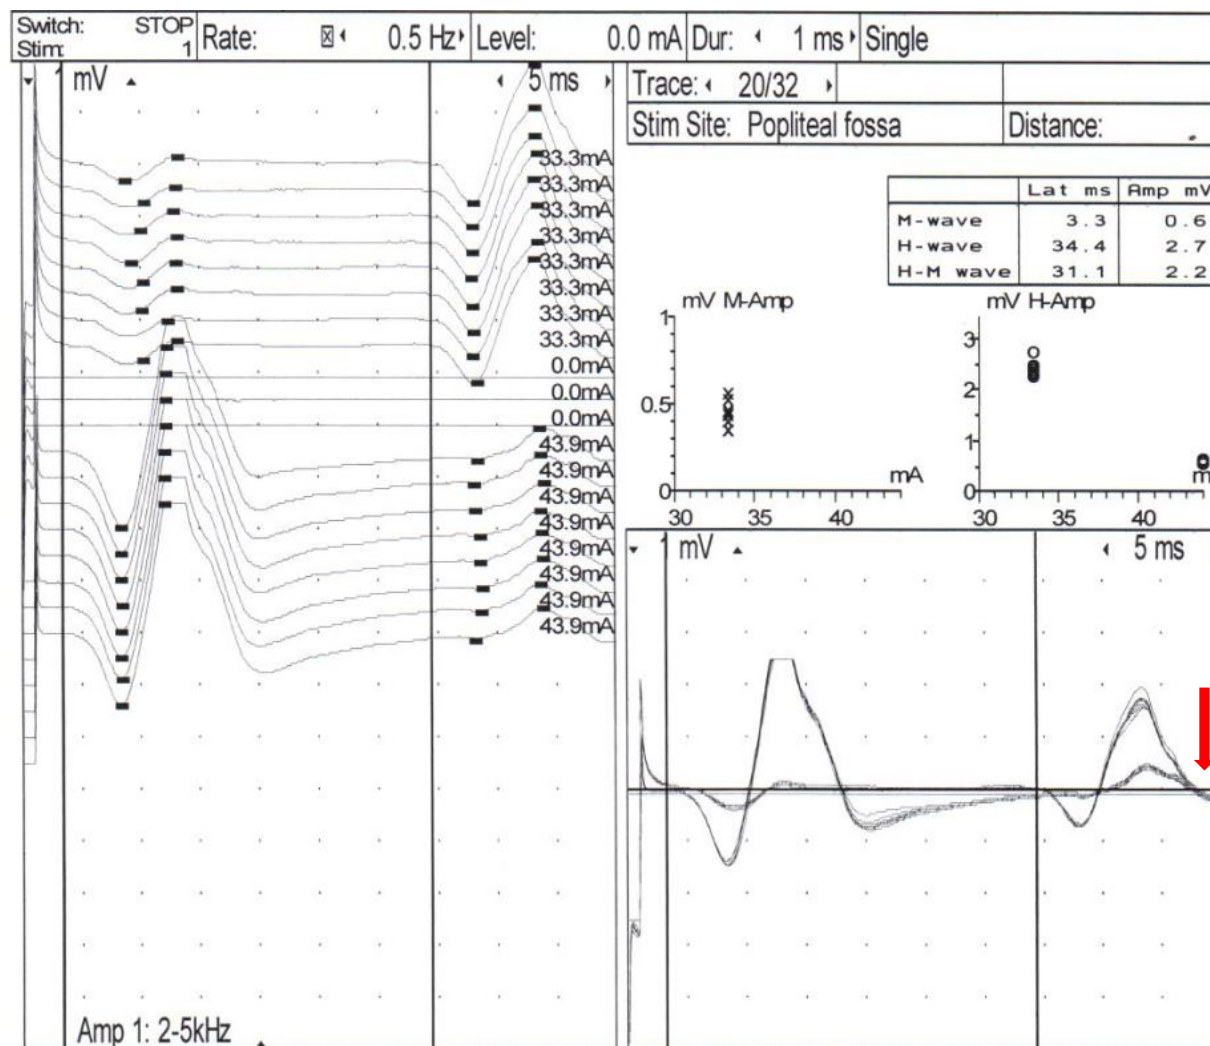 Switch: STOP
Stim: 1
Rate: 0.5 Hz
Level: 0.0 mA
Dur: 1 ms
Single
1 mV
5 ms
33.3mA
33.3mA
33.3mA
33.3mA
33.3mA
33.3mA
33.3mA
33.3mA
0.0mA
0.0mA
0.0mA
43.9mA
43.9mA
43.9mA
43.9mA
43.9mA
43.9mA
43.9mA
43.9mA
Amp 1: 2-5kHz
Trace: 20/32
Stim Site: Popliteal fossa
Distance:
Lat ms Amp mV
M-wave 3.3 0.6
H-wave 34.4 2.7
H-M wave 31.1 2.2
mV M-Amp
1
0.5
0
mA
30 35 40
mV H-Amp
3
2
1
0
m
30 35 40
1 mV
5 ms